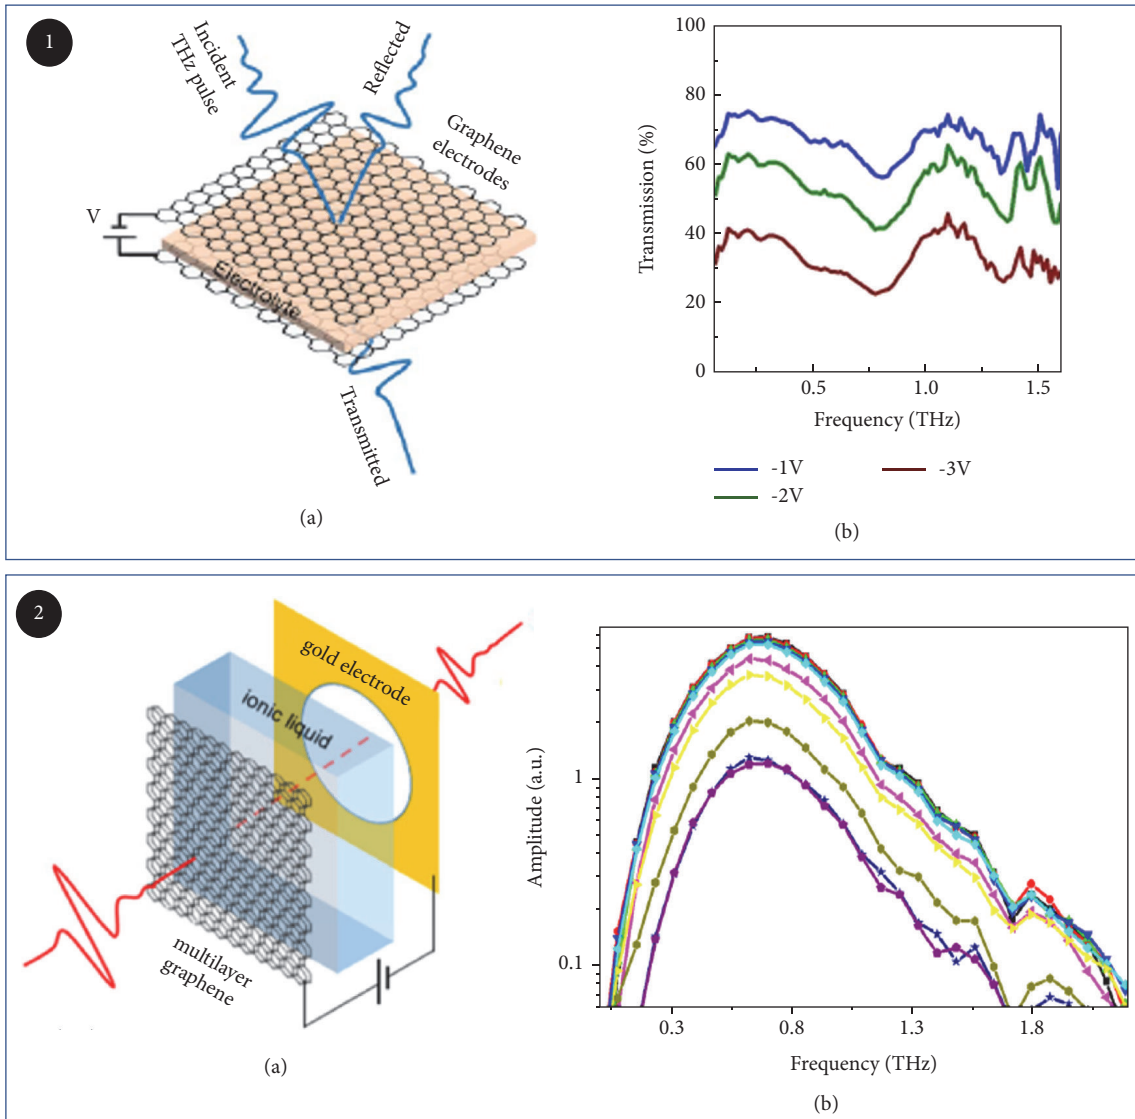 1
Incident
THz pulse
Reflected
Graphene
electrodes
V
Electrolyte
Transmitted
(a)
100
80
60
40
20
0
Transmission (%)
0.5
1.0
1.5
Frequency (THz)
-1V
-3V
-2V
(b)
2
gold electrode
ionic liquid
multilayer
graphene
(a)
1
0.1
Amplitude (a.u.)
0.3
0.8
1.3
1.8
Frequency (THz)
(b)